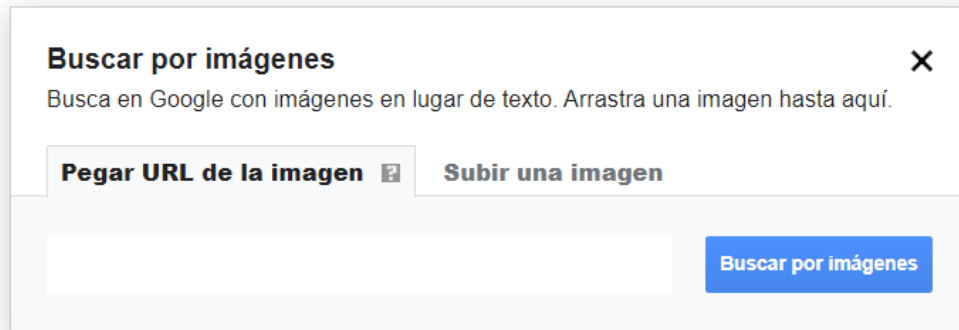 Buscar por imágenes
Busca en Google con imágenes en lugar de texto. Arrastra una imagen hasta aquí.
Pegar URL de la imagen ? Subir una imagen
Buscar por imágenes